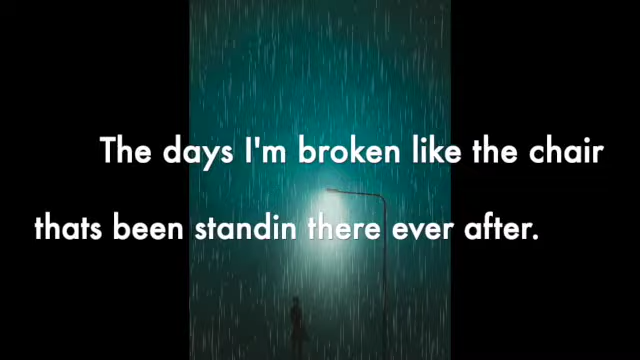 The days I'm broken like the chair
thats been standin there ever after.